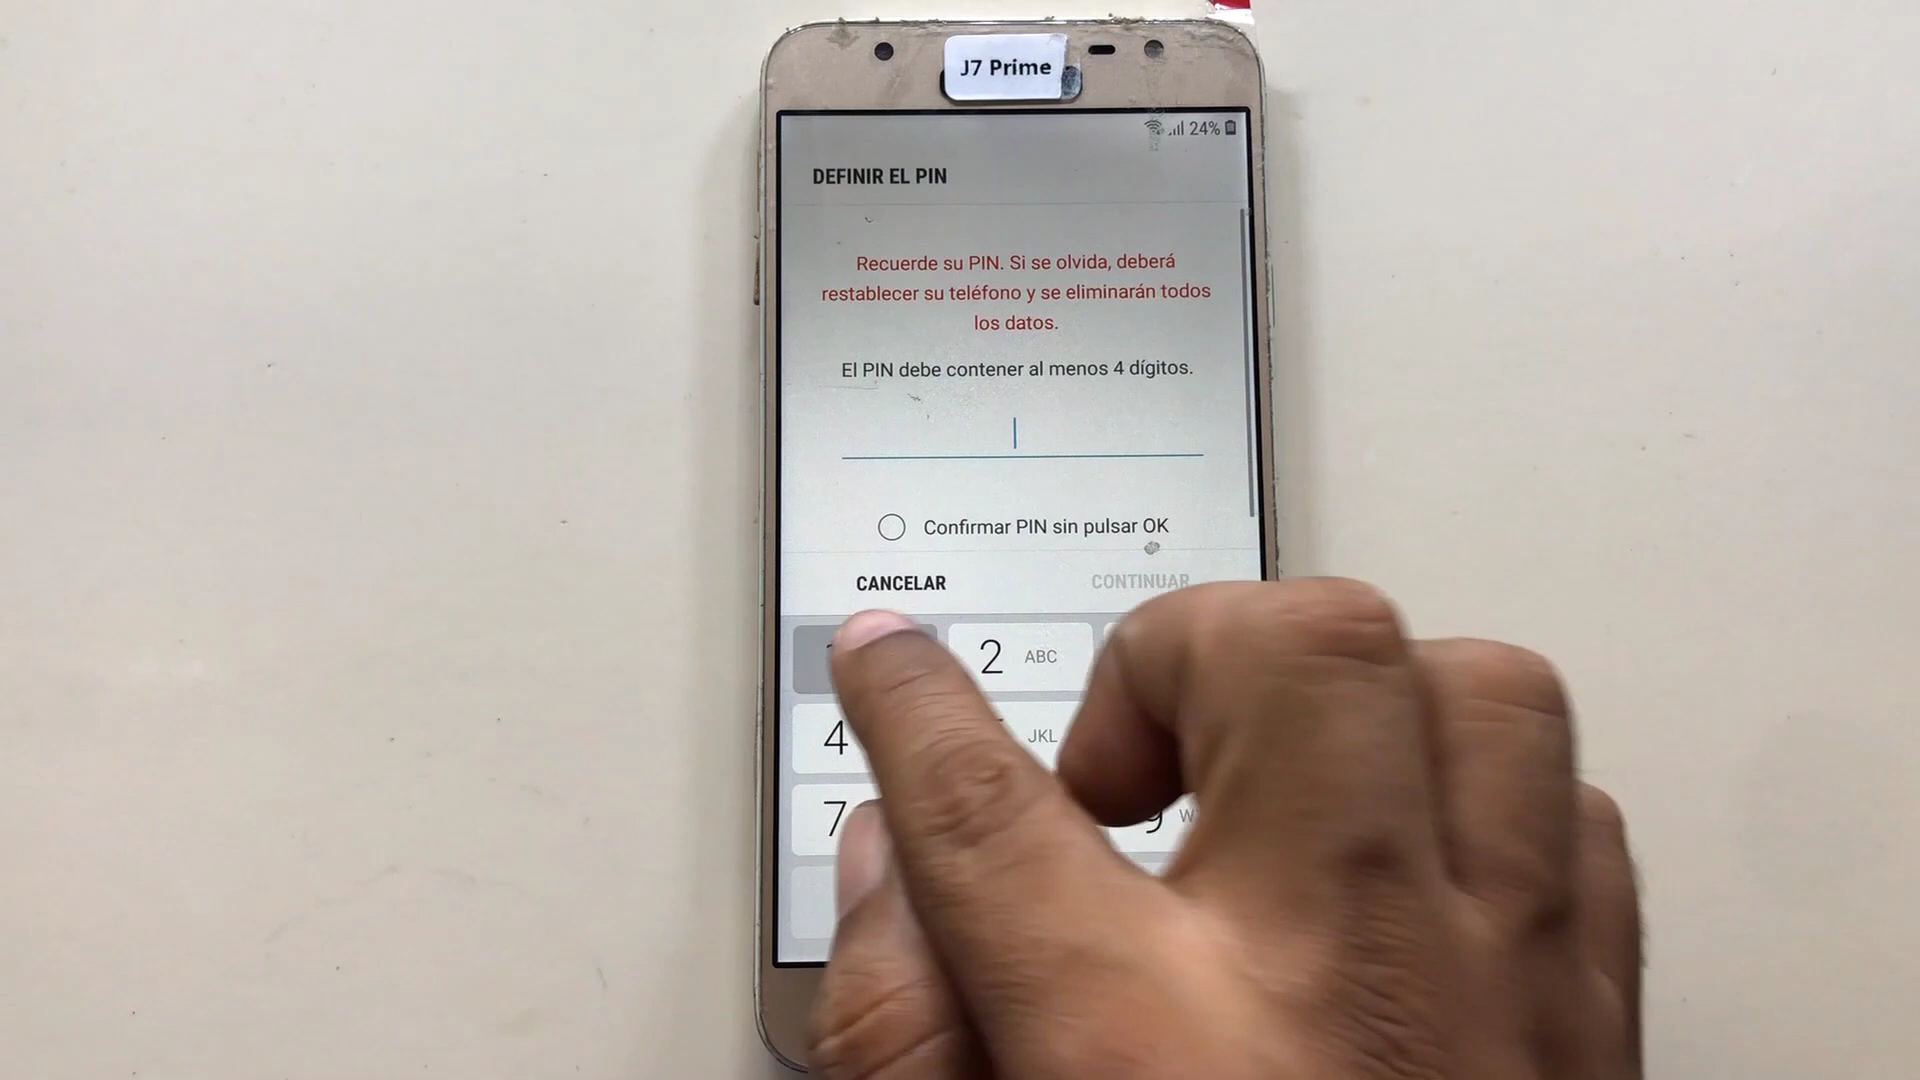 J7 Prime
24%
DEFINIR EL PIN
Recuerde su PIN. Si se olvida, deberá
restablecer su teléfono y se eliminarán todos
los datos.
El PIN debe contener al menos 4 dígitos.
Confirmar PIN sin pulsar OK
CANCELAR CONTINUAR
2 ABC
4 JKL
7 9